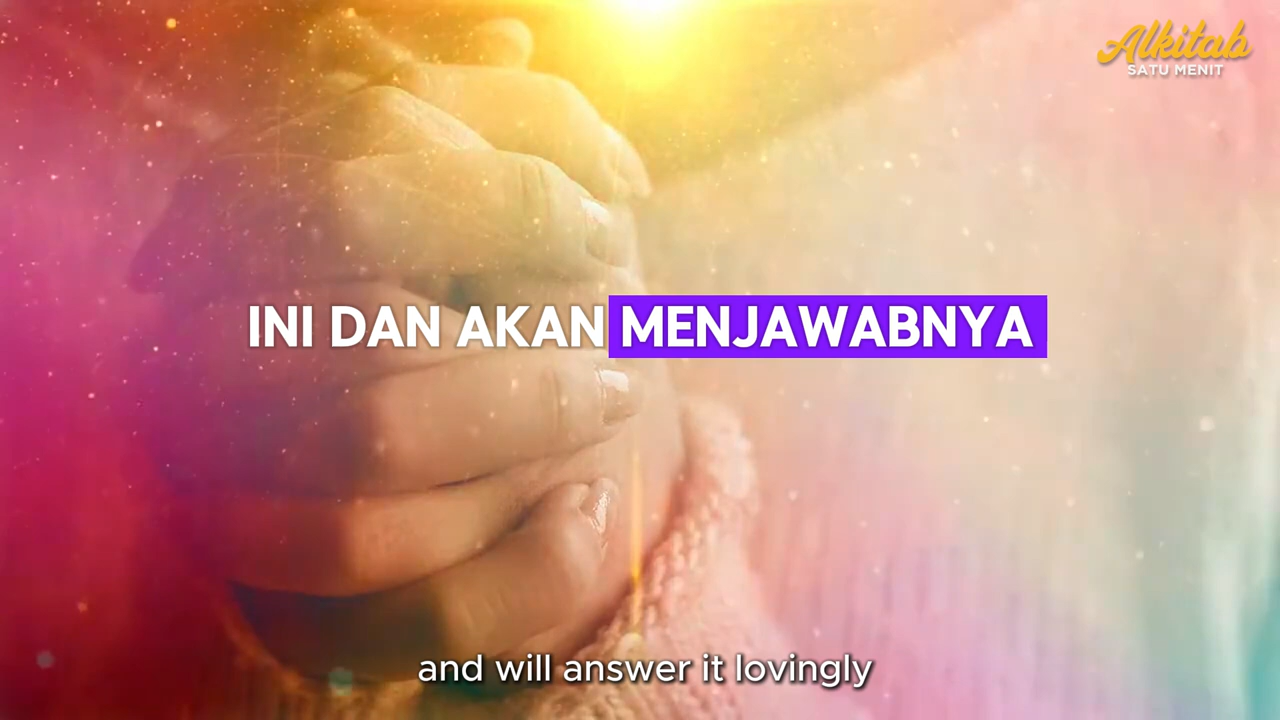 Alkitab
SATU MENIT
INI DAN AKAN MENJAWABNYA
and will answer it lovingly